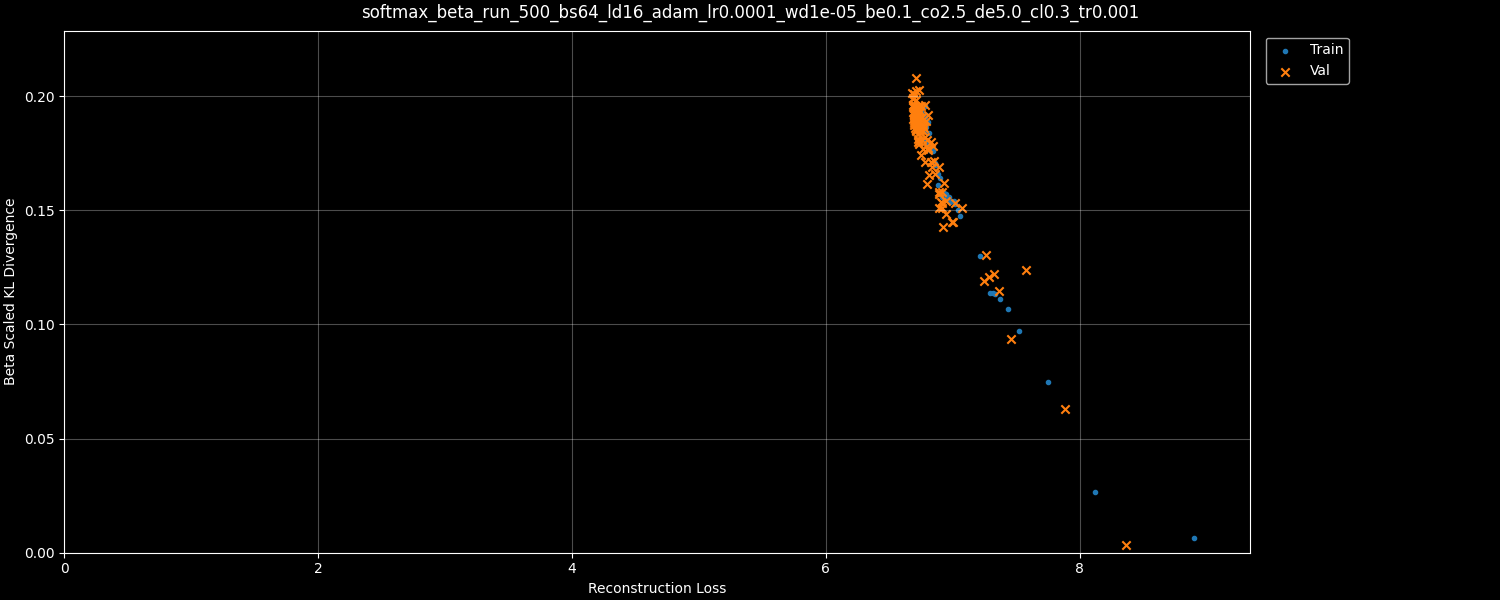 softmax_beta_run_500_bs64_ld16_adam_lr0.0001_wd1e-05_be0.1_co2.5_de5.0_cl0.3_tr0.001
Train
Val
0.20
0.15
0.10
0.05
0.00
Beta Scaled KL Divergence
0
2
4
6
8
Reconstruction Loss